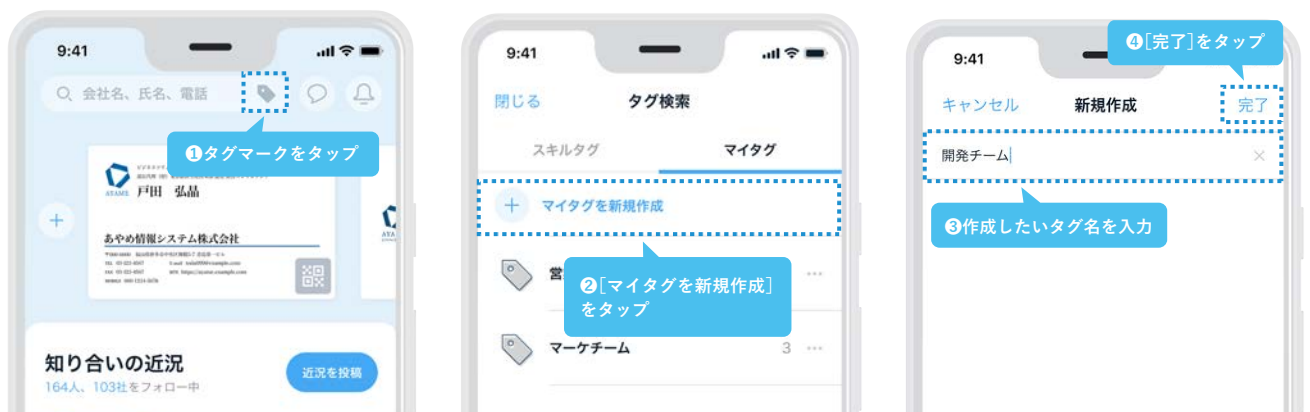 9:41
会社名、氏名、電話
❶タグマークをタップ
AYAME
戸田 弘晶
あやめ情報システム株式会社
知り合いの近況
164人、103社をフォロー中
近況を投稿
9:41
閉じる
タグ検索
スキルタグ
マイタグ
マイタグを新規作成
営
❷[マイタグを新規作成]
をタップ
マーケチーム
3
9:41
❹[完了]をタップ
キャンセル
新規作成
完了
開発チーム
❸作成したいタグ名を入力